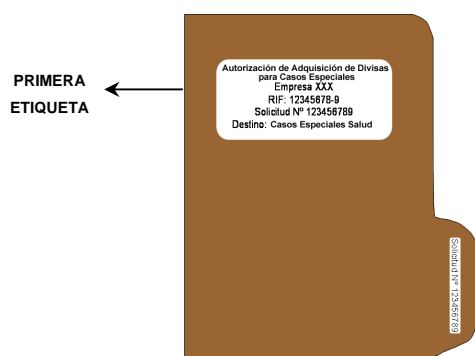 PRIMERA
ETIQUETA
Autorización de Adquisición de Divisas
para Casos Especiales
Empresa XXX
RIF: 12345678-9
Solicitud Nº 123456789
Destino: Casos Especiales Salud
Solicitud Nº 123456789